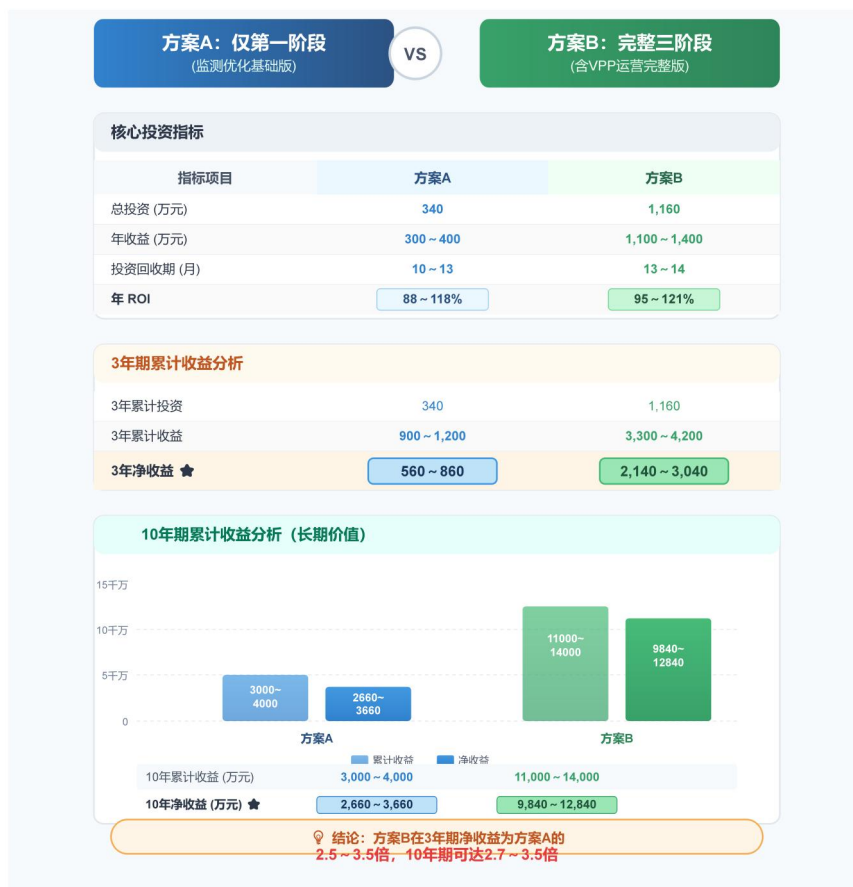 方案A：仅第一阶段
(监测优化基础版)
VS
方案B：完整三阶段
(含VPP运营完整版)
核心投资指标
指标项目 方案A 方案B
总投资 (万元) 340 1,160
年收益 (万元) 300～400 1,100～1,400
投资回收期 (月) 10～13 13～14
年 ROI 88～118% 95～121%
3年期累计收益分析
3年累计投资 340 1,160
3年累计收益 900～1,200 3,300～4,200
3年净收益 560～860 2,140～3,040
10年期累计收益分析（长期价值）
15千万
10千万
5千万
0
3000~
4000
2660~
3660
11000~
14000
9840~
12840
方案A 方案B
累计收益 净收益
10年累计收益 (万元) 3,000～4,000 11,000～14,000
10年净收益 (万元) 2,660～3,660 9,840～12,840
结论：方案B在3年期净收益为方案A的
2.5～3.5倍，10年期可达2.7～3.5倍